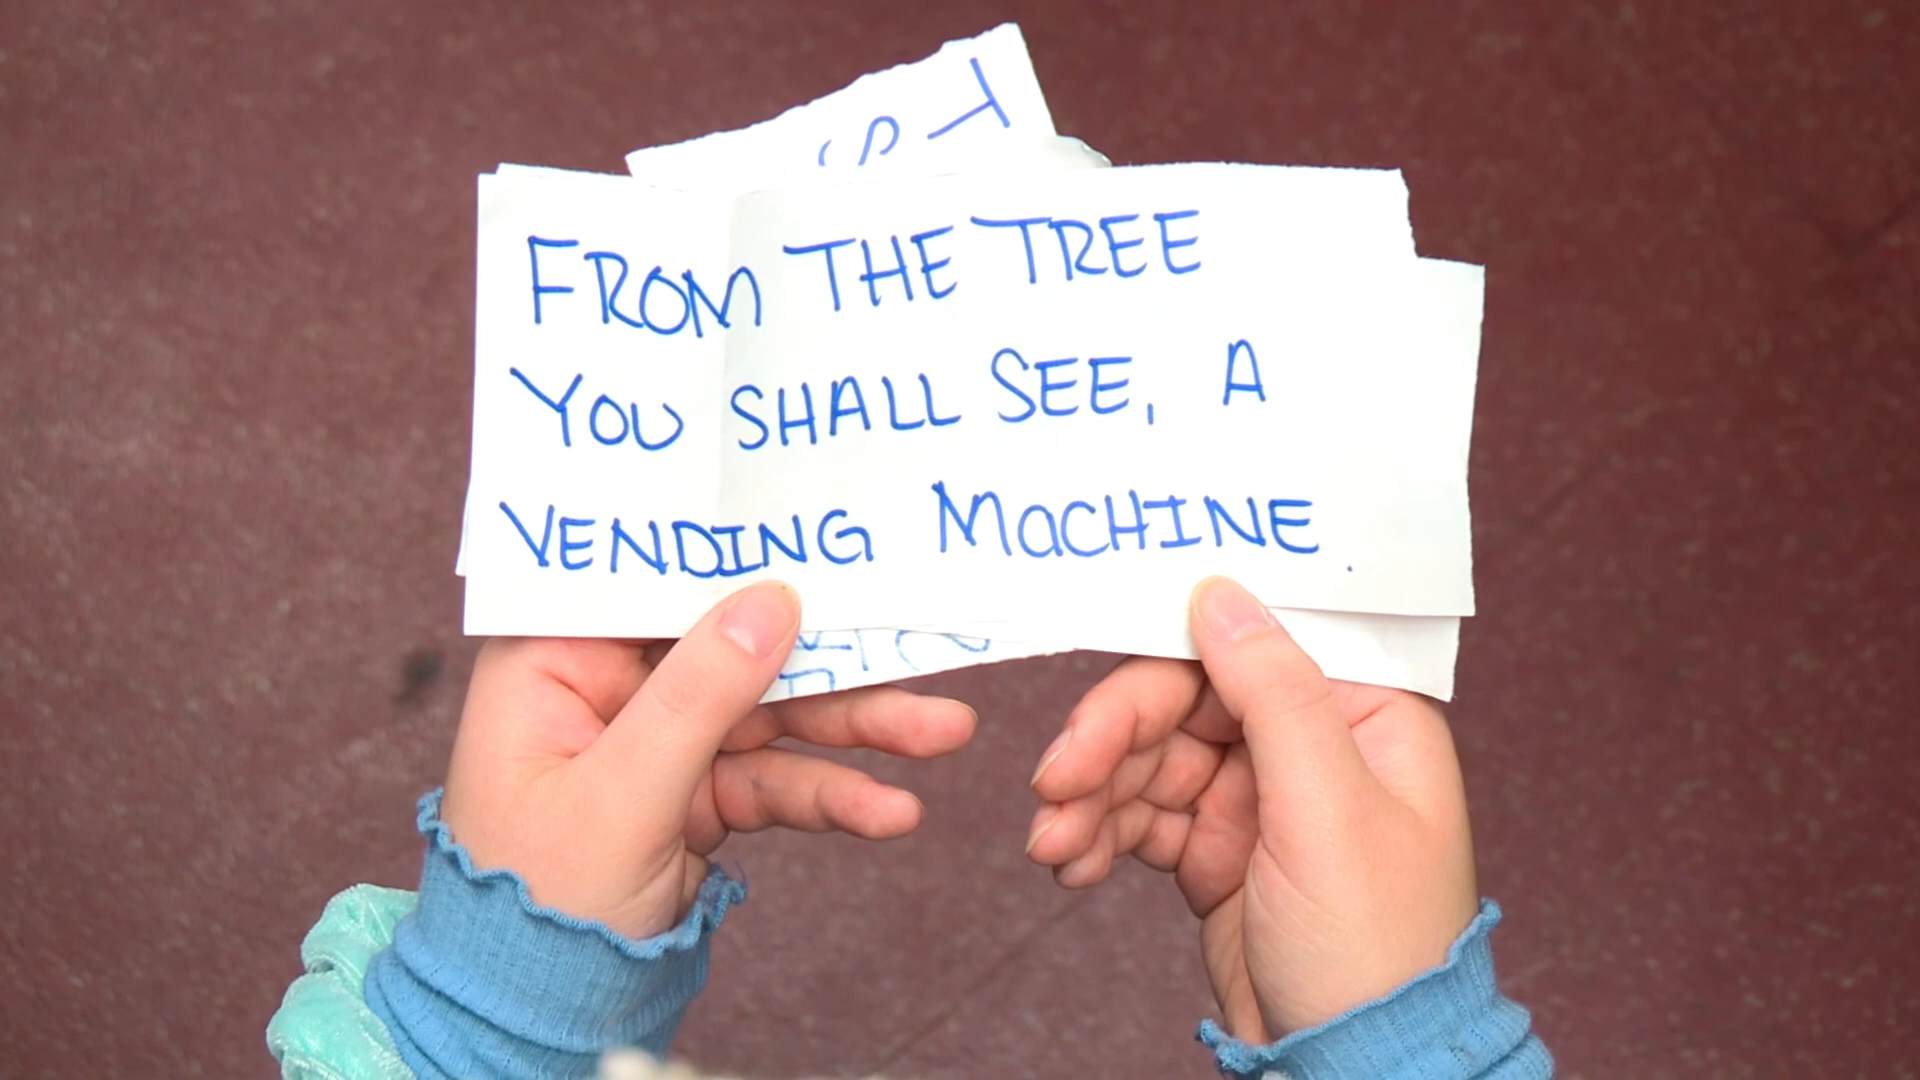 FROM THE TREE
YOU SHALL SEE, A
VENDING MaCHINE.